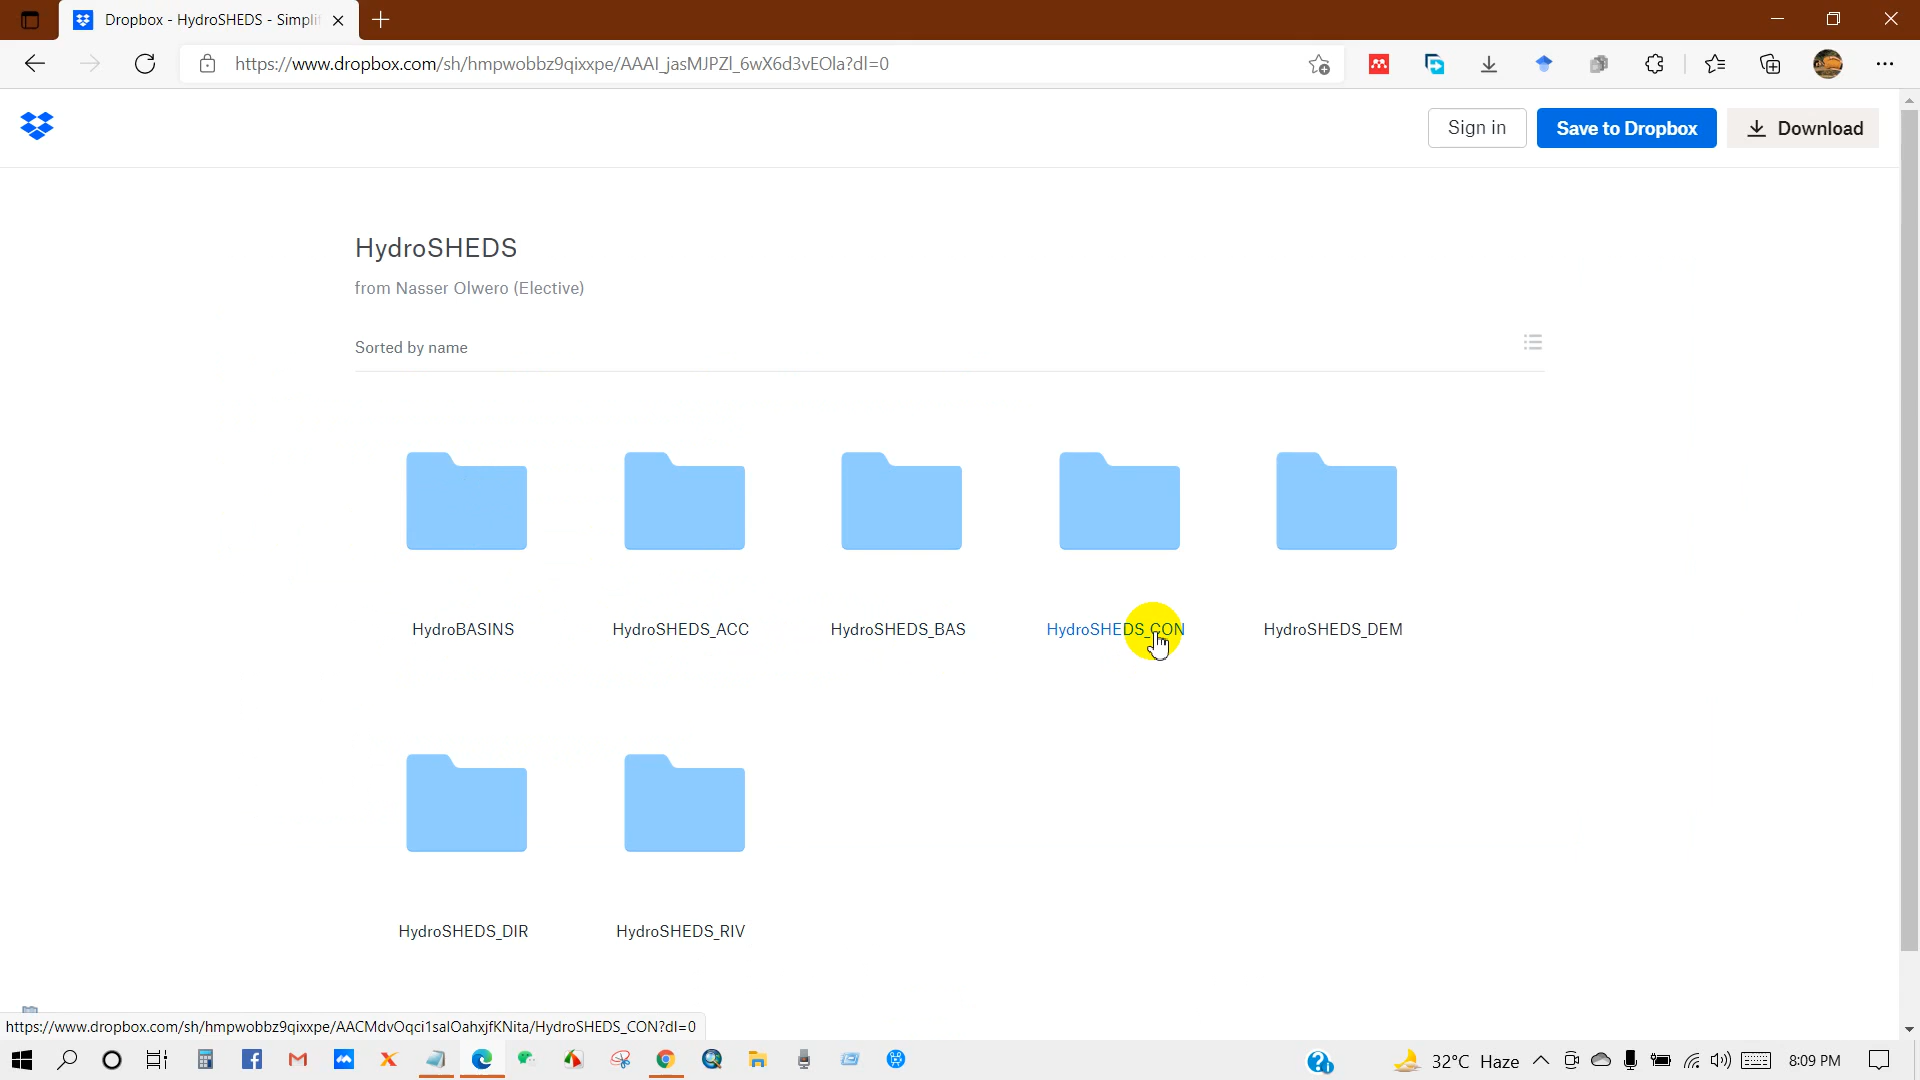 Dropbox - HydroSHEDS - Simpli
https://www.dropbox.com/sh/hmpwobbz9qixxpe/AAAI_jasMJPZl_6wX6d3vEOla?dl=0
Sign in
Save to Dropbox
Download
HydroSHEDS
from Nasser Olwero (Elective)
Sorted by name
HydroBASINS
HydroSHEDS_ACC
HydroSHEDS_BAS
HydroSHEDS_CON
HydroSHEDS_DEM
HydroSHEDS_DIR
HydroSHEDS_RIV
https://www.dropbox.com/sh/hmpwobbz9qixxpe/AACMdvOqci1salOahxjfKNita/HydroSHEDS_CON?dl=0
32°C Haze
8:09 PM